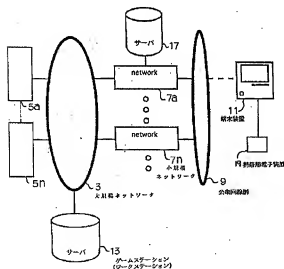 サーバ
17
5a
network
7a
11
端末装置
5n
network
7n
小規模
ネットワーク
3
大規模ネットワーク
9
公衆回線網
サーバ
13
ゲームステーション
(ワークステーション)